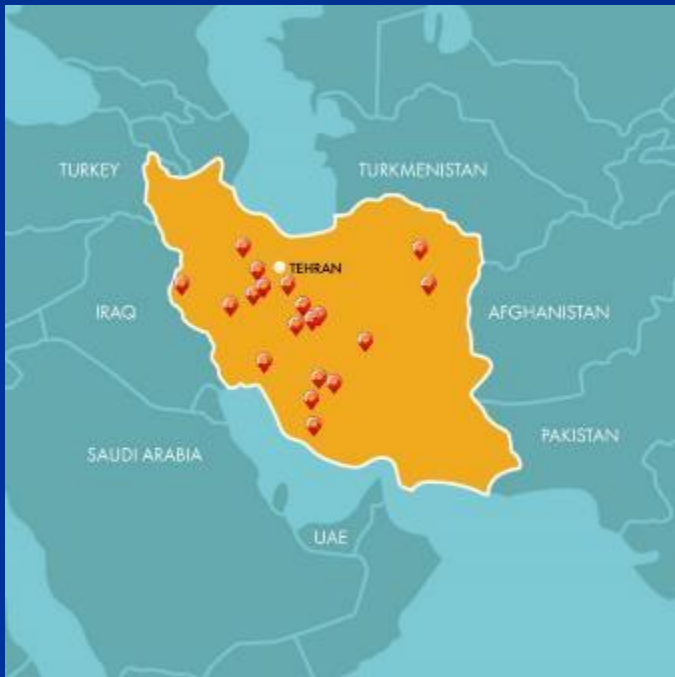 TURKEY
TURKMENISTAN
TEHRAN
IRAQ
AFGHANISTAN
PAKISTAN
SAUDI ARABIA
UAE